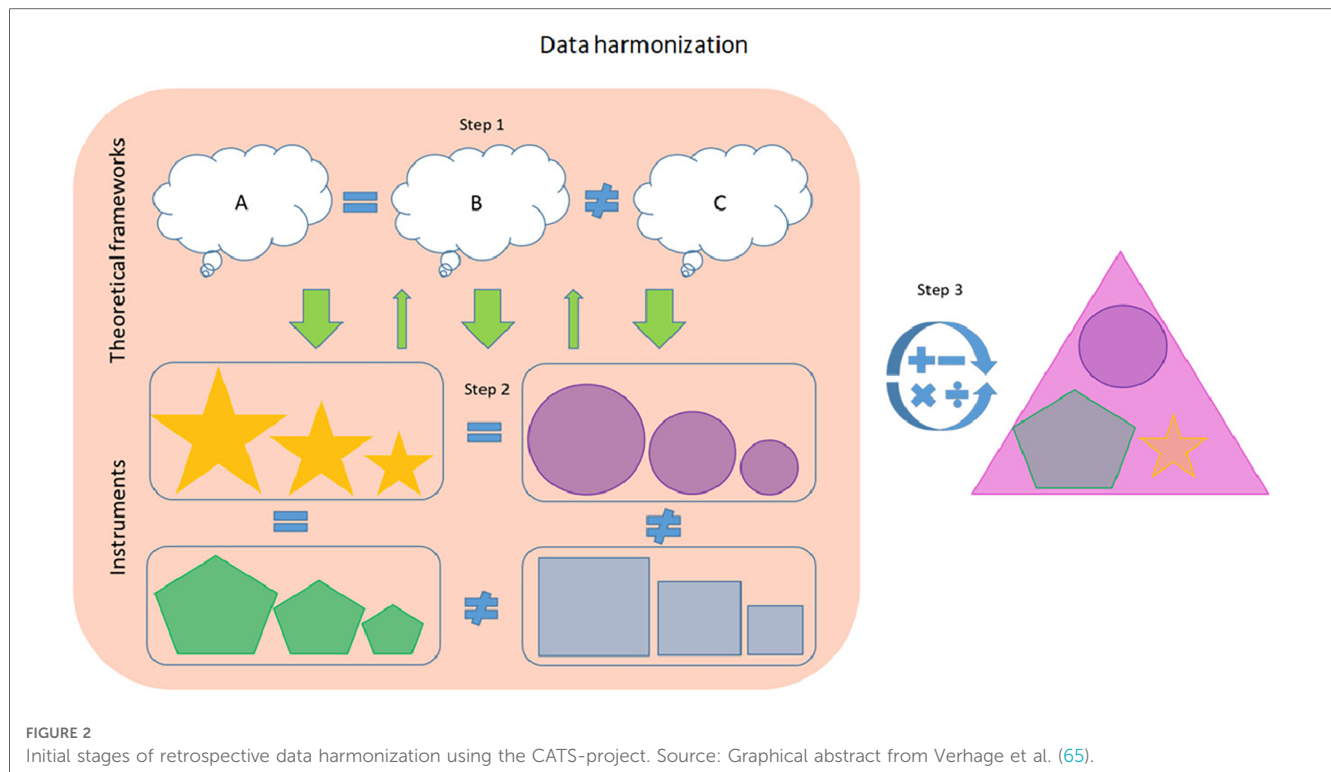 Data harmonization
Theoretical frameworks
Step 1
A
=
B
≠
C
Instruments
Step 2
=
=
≠
≠
Step 3
+ −
× ÷
FIGURE 2
Initial stages of retrospective data harmonization using the CATS-project. Source: Graphical abstract from Verhage et al. (65).